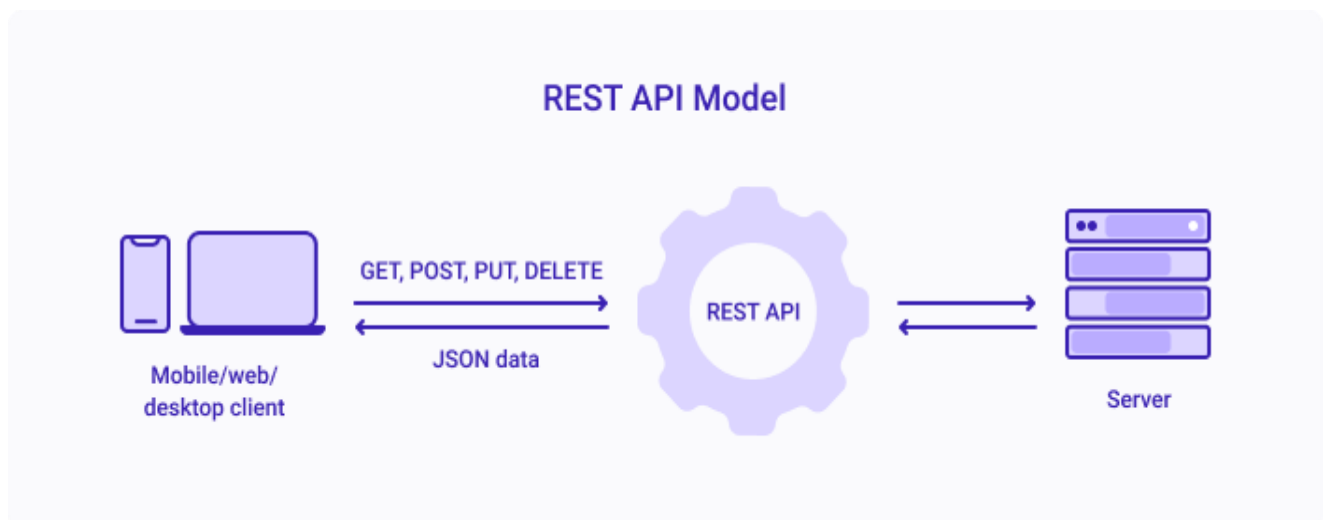 REST API Model
GET, POST, PUT, DELETE
JSON data
Mobile/web/
desktop client
REST API
Server